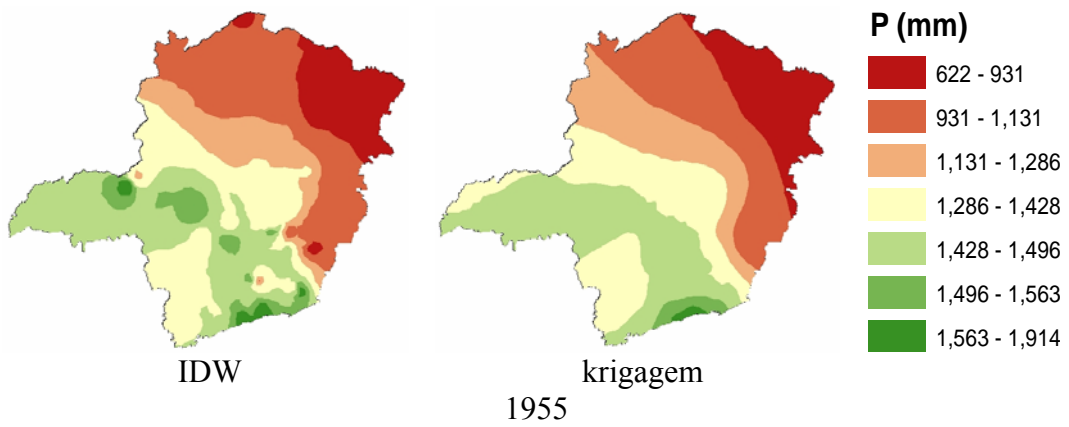 P (mm)
622 - 931
931 - 1,131
1,131 - 1,286
1,286 - 1,428
1,428 - 1,496
1,496 - 1,563
1,563 - 1,914
IDW
krigagem
1955